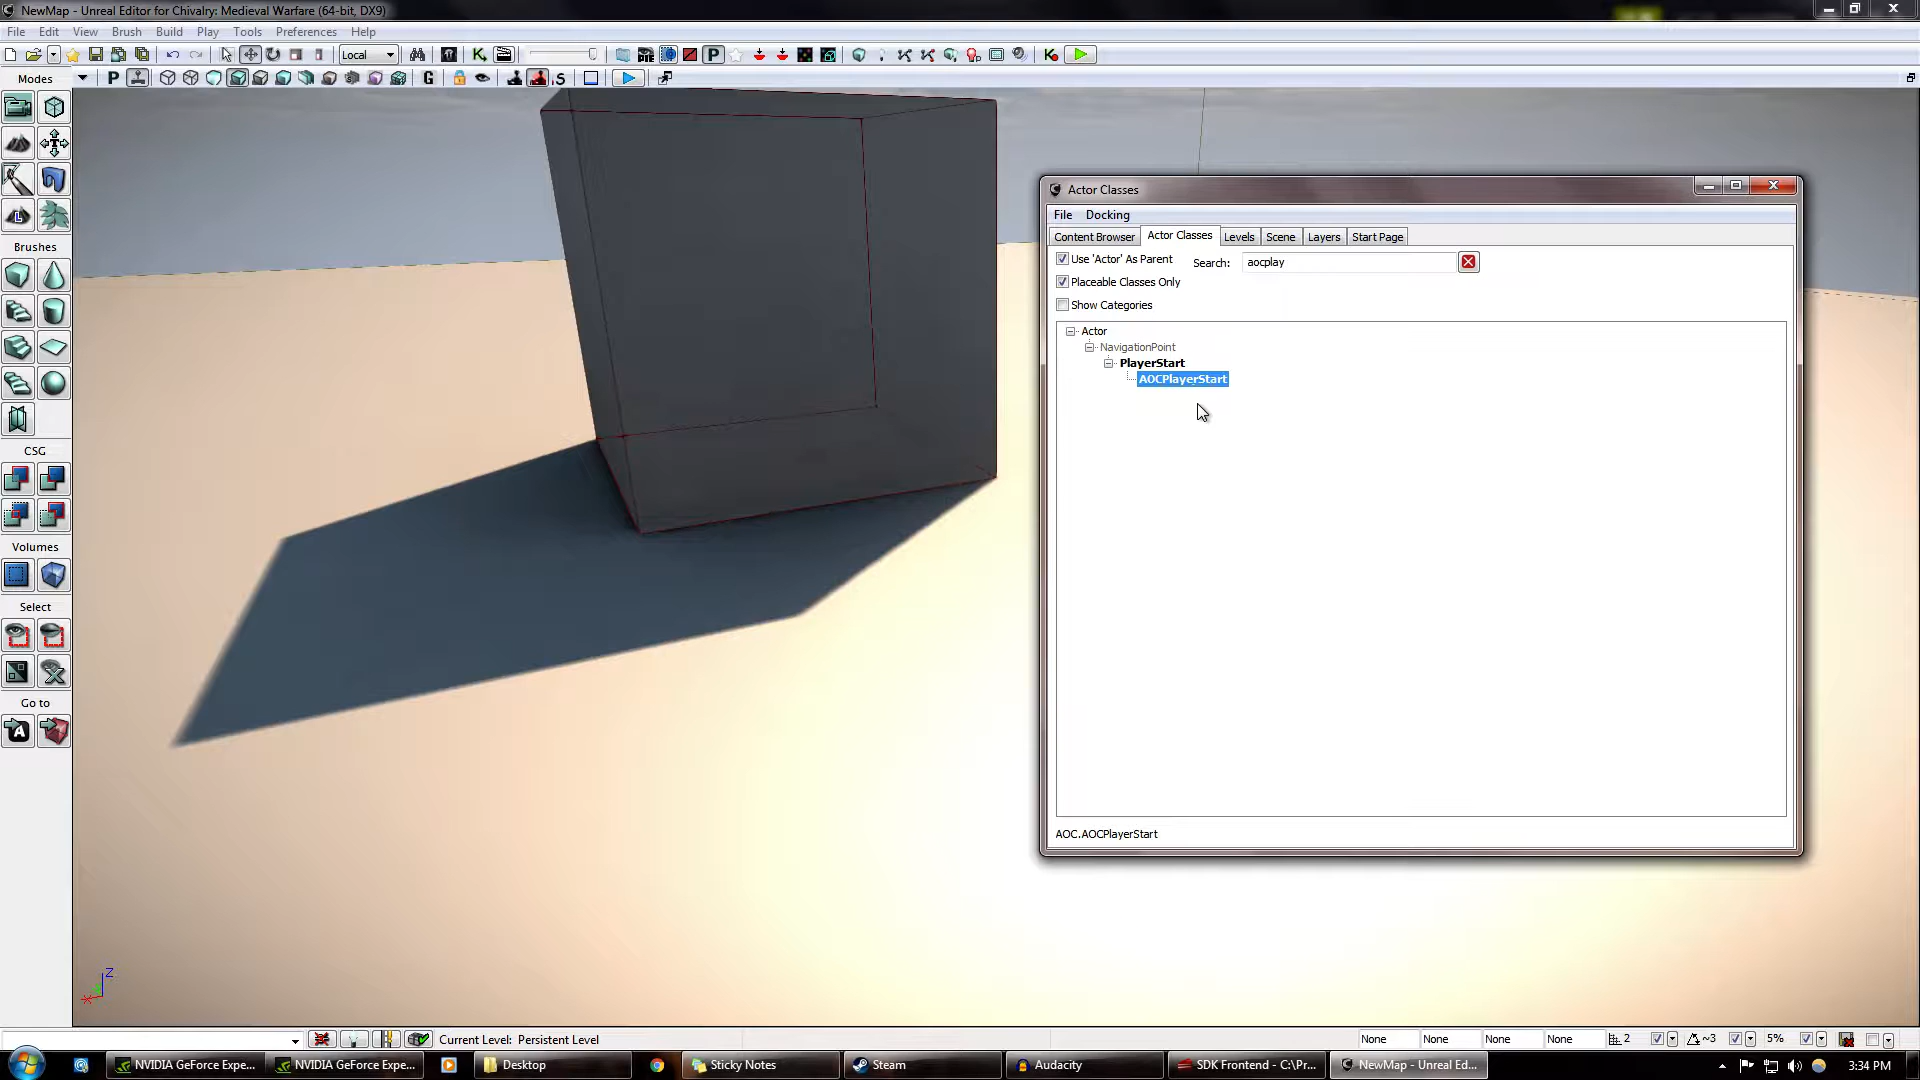 NewMap - Unreal Editor for Chivalry: Medieval Warfare (64-bit, DX9)
File Edit View Brush Build Play Tools Preferences Help
Local
Modes
Brushes
CSG
Volumes
Select
Go to
Actor Classes
File Docking
Content Browser Actor Classes Levels Scene Layers Start Page
Use 'Actor' As Parent Search: aocplay
Placeable Classes Only
Show Categories
Actor
NavigationPoint
PlayerStart
AOCPlayerStart
AOC.AOCPlayerStart
Z
Current Level: Persistent Level None None None None 2 ~3 5%
NVIDIA GeForce Expe... NVIDIA GeForce Expe... Desktop Sticky Notes Steam Audacity SDK Frontend - C:\Pr... NewMap - Unreal Ed... 3:34 PM